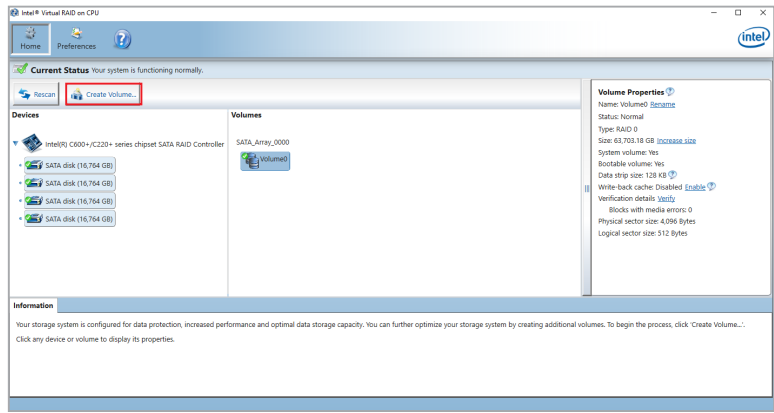 Intel® Virtual RAID on CPU
Home
Preferences
?
intel
Current Status Your system is functioning normally.
Rescan
Create Volume...
Devices
Intel(R) C600+/C220+ series chipset SATA RAID Controller
SATA disk (16,764 GB)
SATA disk (16,764 GB)
SATA disk (16,764 GB)
SATA disk (16,764 GB)
Volumes
SATA_Array_0000
Volume0
Volume Properties ?
Name: Volume0 Rename
Status: Normal
Type: RAID 0
Size: 63,703.18 GB Increase size
System volume: Yes
Bootable volume: Yes
Data strip size: 128 KB ?
Write-back cache: Disabled Enable ?
Verification details Verify
Blocks with media errors: 0
Physical sector size: 4,096 Bytes
Logical sector size: 512 Bytes
Information
Your storage system is configured for data protection, increased performance and optimal data storage capacity. You can further optimize your storage system by creating additional volumes. To begin the process, click 'Create Volume...'.
Click any device or volume to display its properties.